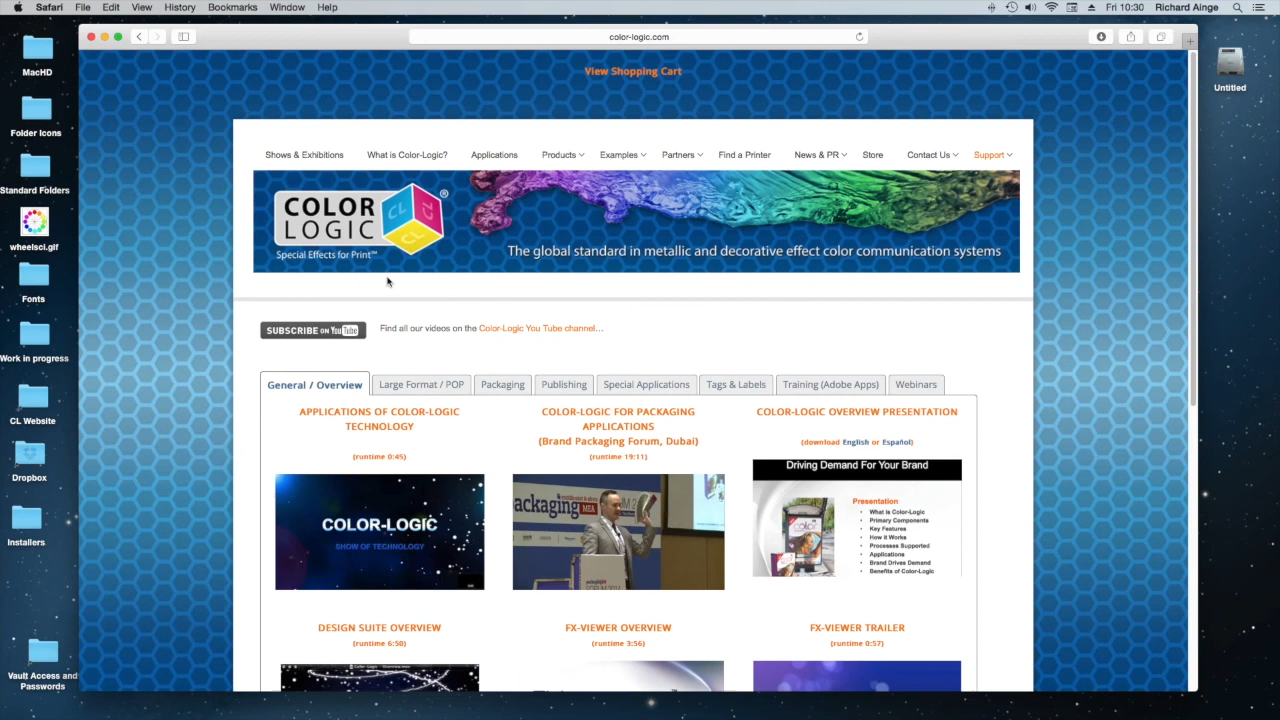 Safari File Edit View History Bookmarks Window Help Fri 10:30 Richard Ainge
color-logic.com
MacHD
Folder Icons
Standard Folders
wheelsci.gif
Fonts
Work in progress
CL Website
Dropbox
Installers
Vault Access and
Passwords
Untitled
View Shopping Cart
Shows & Exhibitions What is Color-Logic? Applications Products Examples Partners Find a Printer News & PR Store Contact Us Support
COLOR
LOGIC
CL CL CL
®
Special Effects for Print™
The global standard in metallic and decorative effect color communication systems
SUBSCRIBE ON YouTube Find all our videos on the Color-Logic You Tube channel...
General / Overview Large Format / POP Packaging Publishing Special Applications Tags & Labels Training (Adobe Apps) Webinars
APPLICATIONS OF COLOR-LOGIC
TECHNOLOGY
(runtime 0:45)
COLOR-LOGIC
SHOW OF TECHNOLOGY
COLOR-LOGIC FOR PACKAGING
APPLICATIONS
(Brand Packaging Forum, Dubai)
(runtime 19:11)
packaging
MEA
COLOR-LOGIC OVERVIEW PRESENTATION
(download English or Español)
Driving Demand For Your Brand
Presentation
• What is Color-Logic
• Primary Components
• Key Features
• How it Works
• Processes Supported
• Applications
• Brand Drives Demand
• Benefits of Color-Logic
DESIGN SUITE OVERVIEW
(runtime 6:50)
FX-VIEWER OVERVIEW
(runtime 3:56)
FX-VIEWER TRAILER
(runtime 0:57)